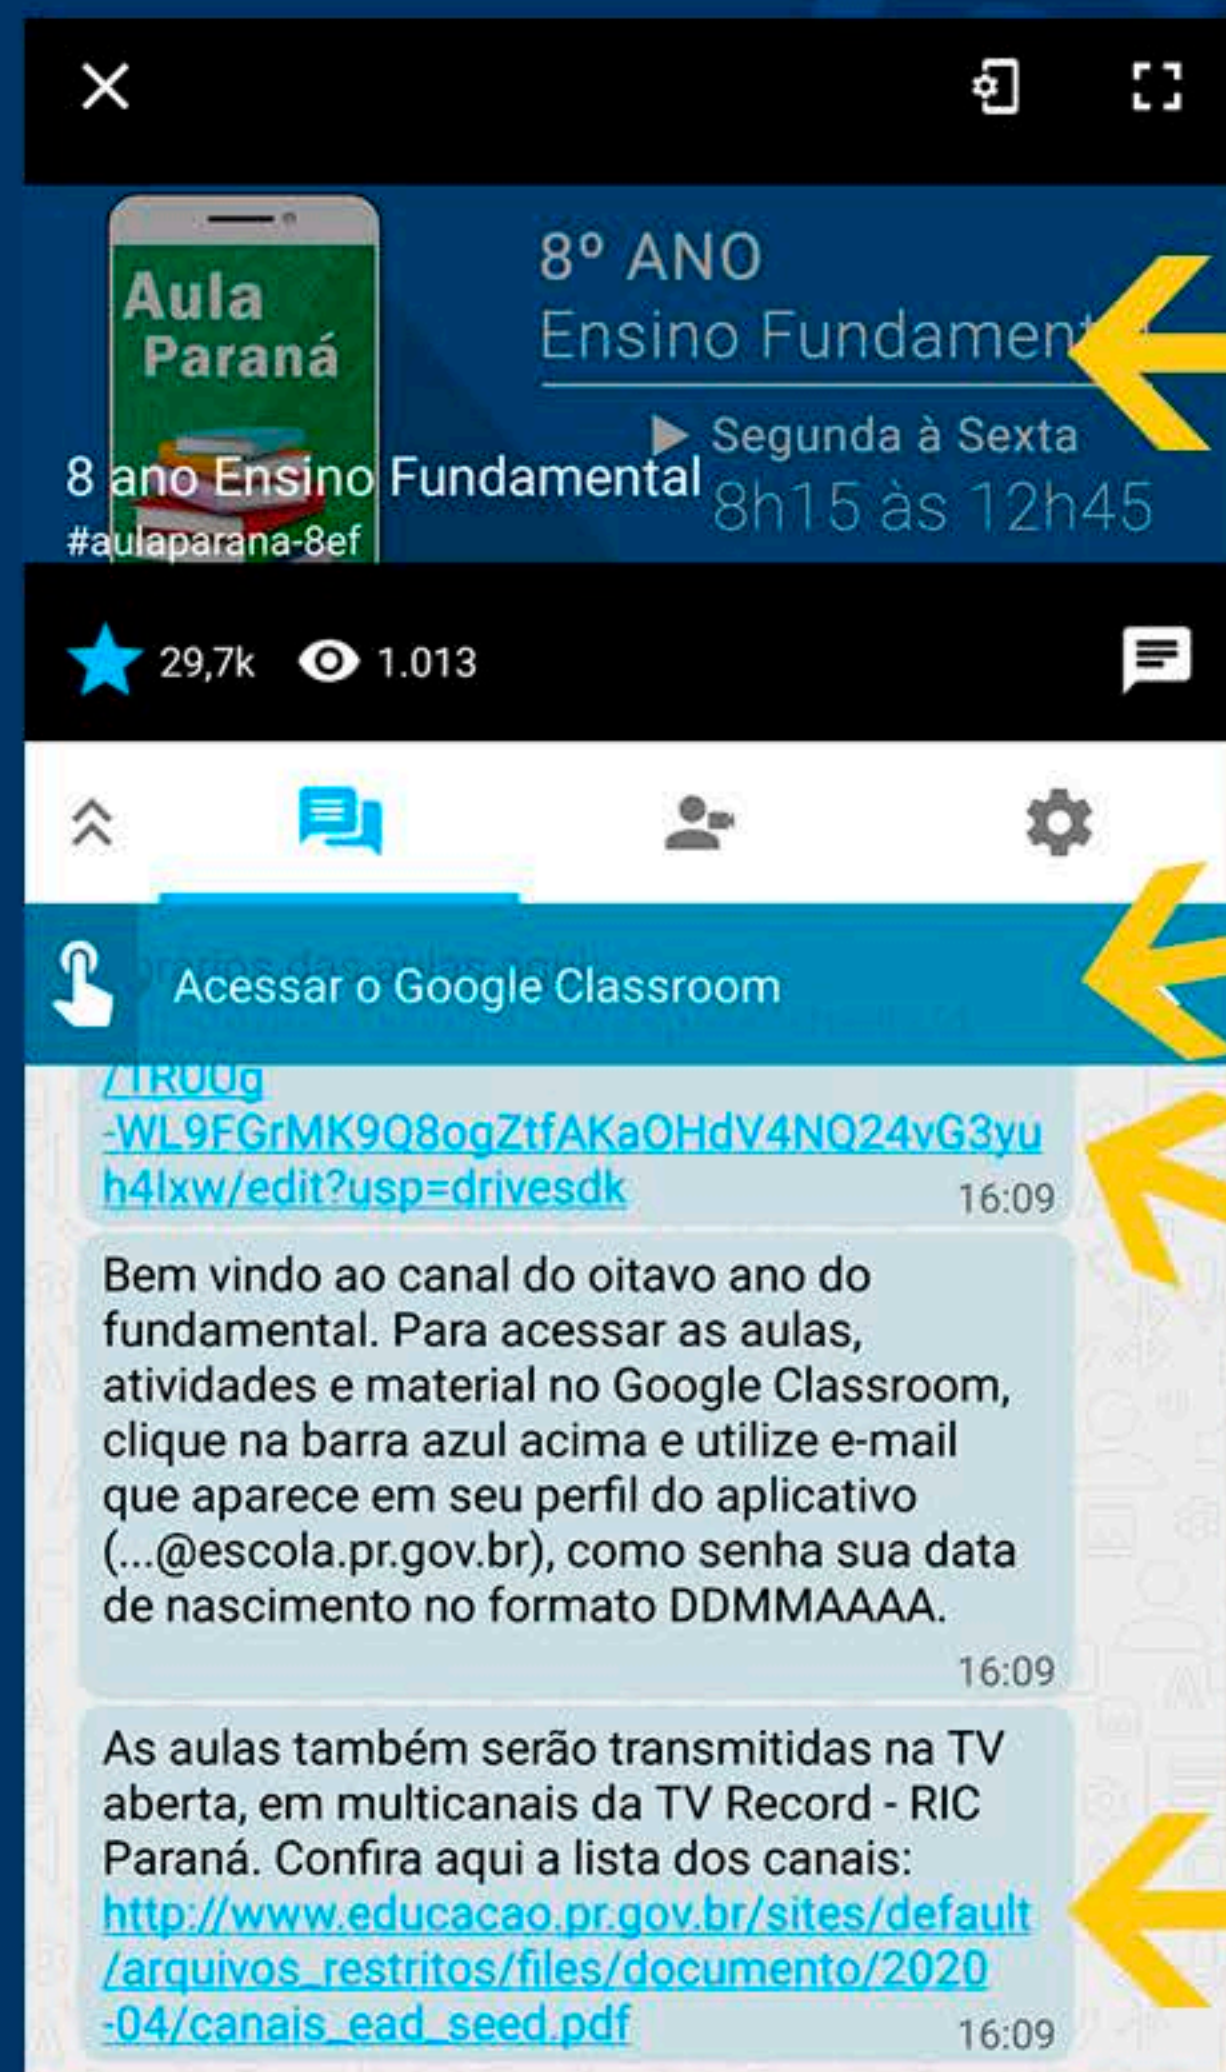 Aula
Paraná
8º ANO
Ensino
Segunda à Sexta
8h15 às 12h45
8 ano Ensino Fundamental
#aulaparana-8ef
29,7k 1.013
Acessar o Google Classroom
/1R0Ug
-WL9FGrMK9Q8ogZtfAKaOHdV4NQ24vG3yu
h4Ixw/edit?usp=drivesdk
16:09
Bem vindo ao canal do oitavo ano do
fundamental. Para acessar as aulas,
atividades e material no Google Classroom,
clique na barra azul acima e utilize e-mail
que aparece em seu perfil do aplicativo
(...@escola.pr.gov.br), como senha sua data
de nascimento no formato DDMMAAAA.
16:09
As aulas também serão transmitidas na TV
aberta, em multicanais da TV Record - RIC
Paraná. Confira aqui a lista dos canais:
http://www.educacao.pr.gov.br/sites/default
/arquivos_restritos/files/documento/2020
-04/canais_ead_seed.pdf
16:09